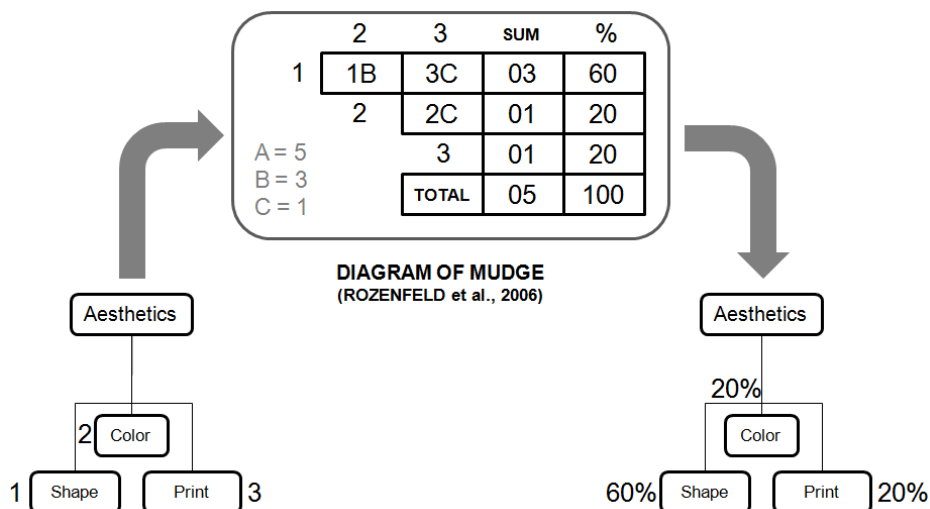 2 3 SUM %
1 1B 3C 03 60
2 2C 01 20
3 01 20
TOTAL 05 100
A = 5
B = 3
C = 1
DIAGRAM OF MUDGE
(ROZENFELD et al., 2006)
Aesthetics
2 Color
1 Shape Print 3
Aesthetics
20%
Color
60% Shape Print 20%